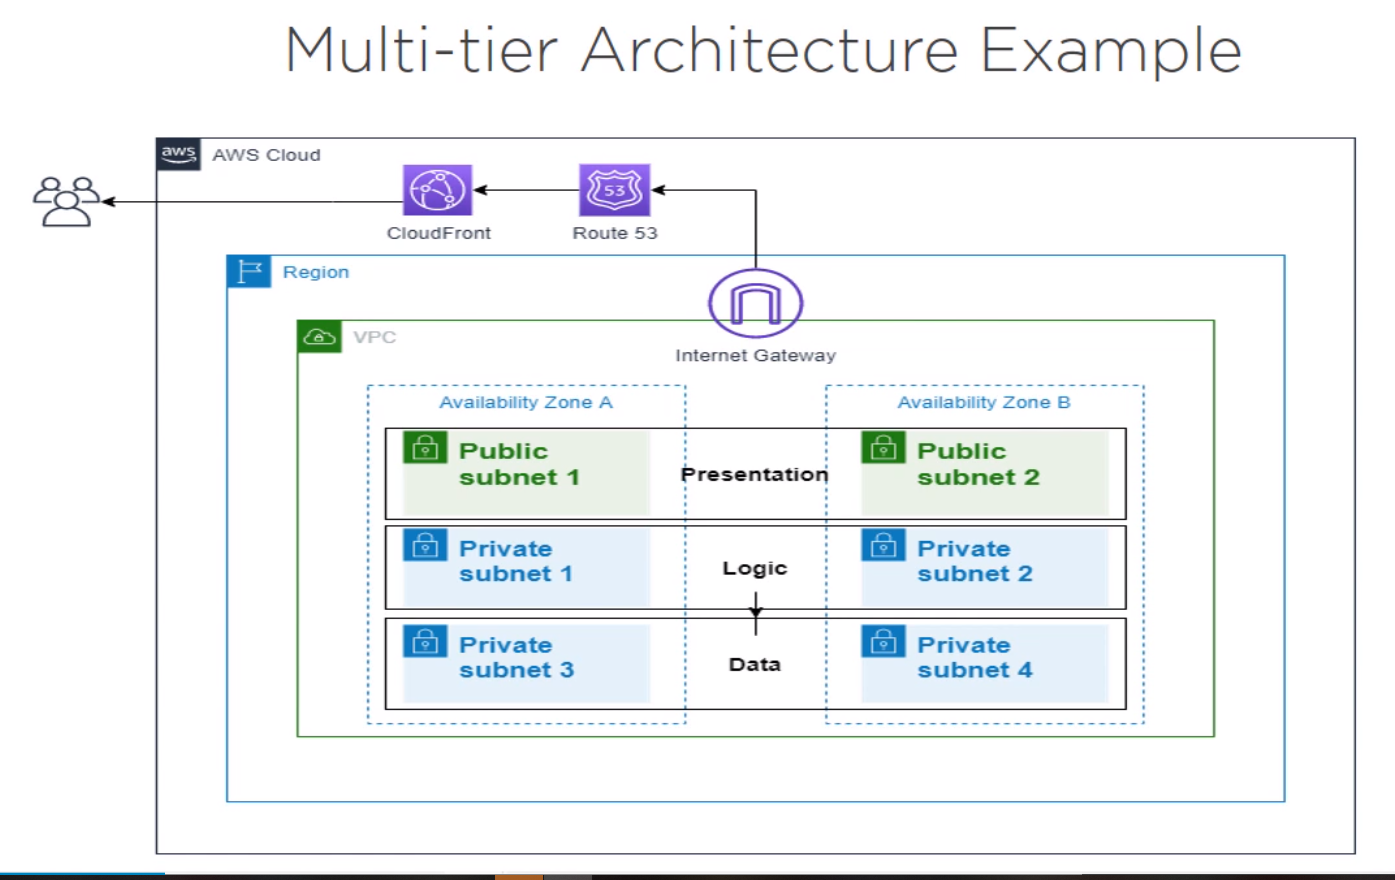 Multi-tier Architecture Example
aws
AWS Cloud
53
CloudFront
Route 53
Region
VPC
Internet Gateway
Availability Zone A
Availability Zone B
Public
subnet 1
Presentation
Public
subnet 2
Private
subnet 1
Logic
Private
subnet 2
Private
subnet 3
Data
Private
subnet 4